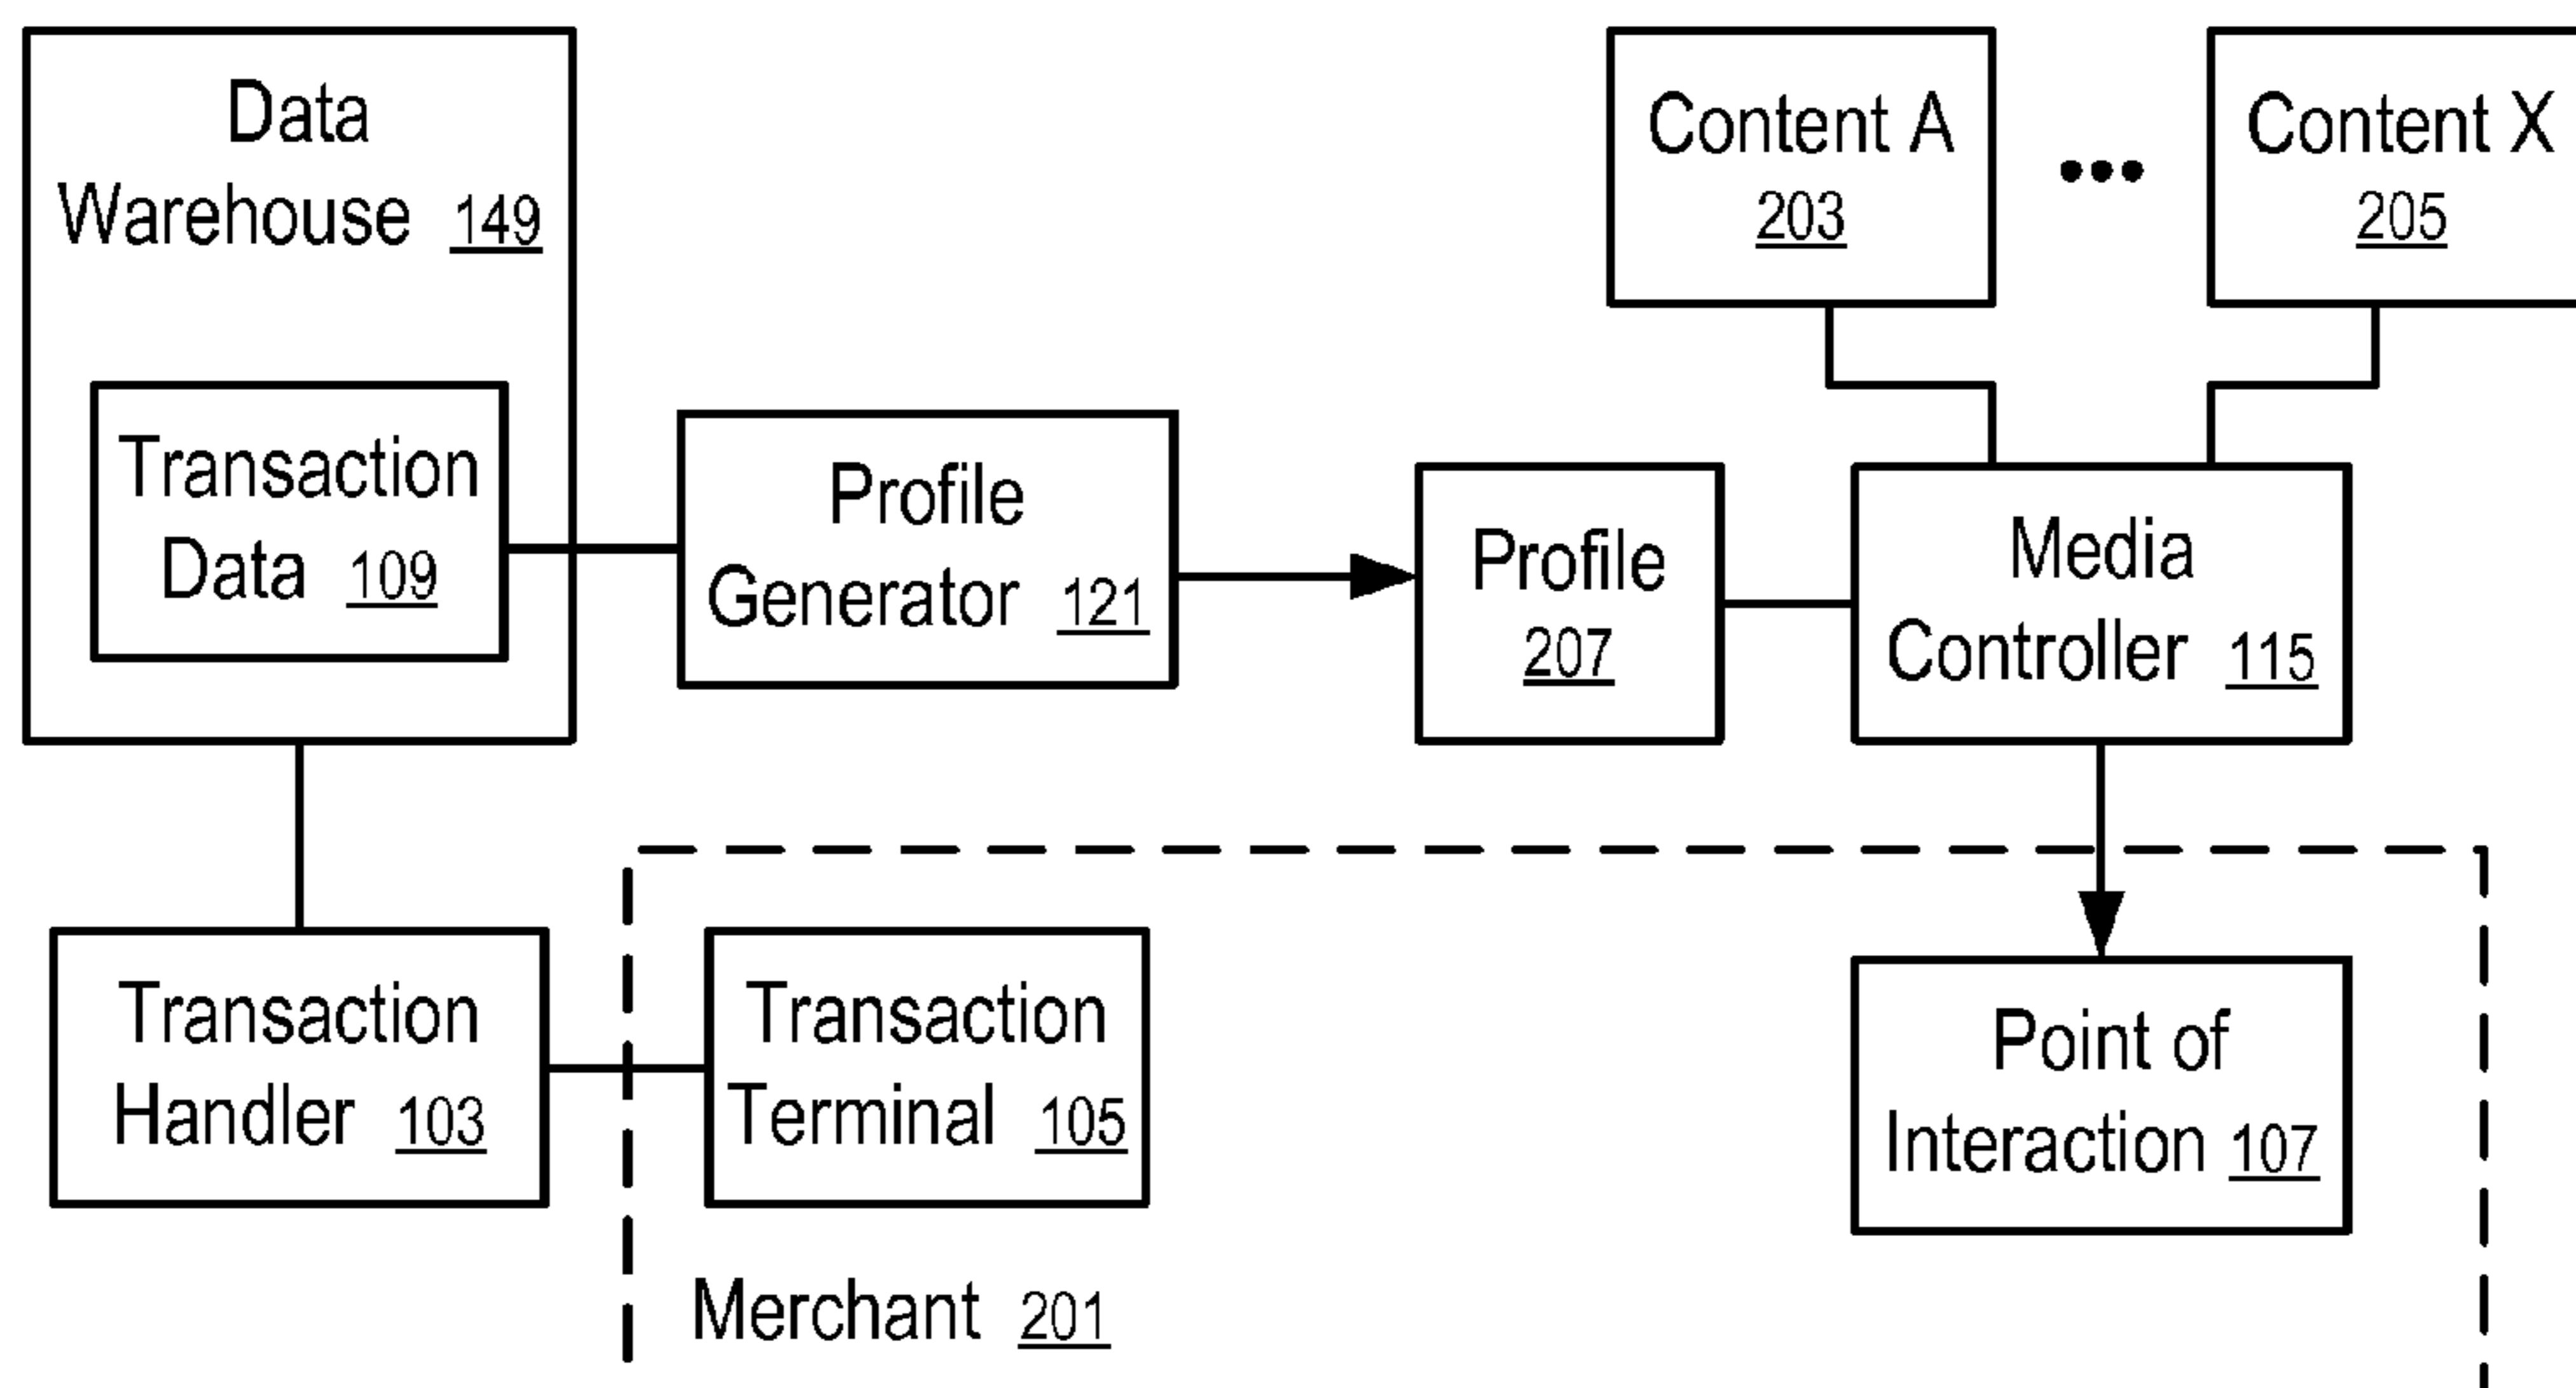 Data
Warehouse 149
Transaction
Data 109
Profile
Generator 121
Profile
207
Content A
203
•••
Content X
205
Media
Controller 115
Transaction
Handler 103
Transaction
Terminal 105
Merchant 201
Point of
Interaction 107